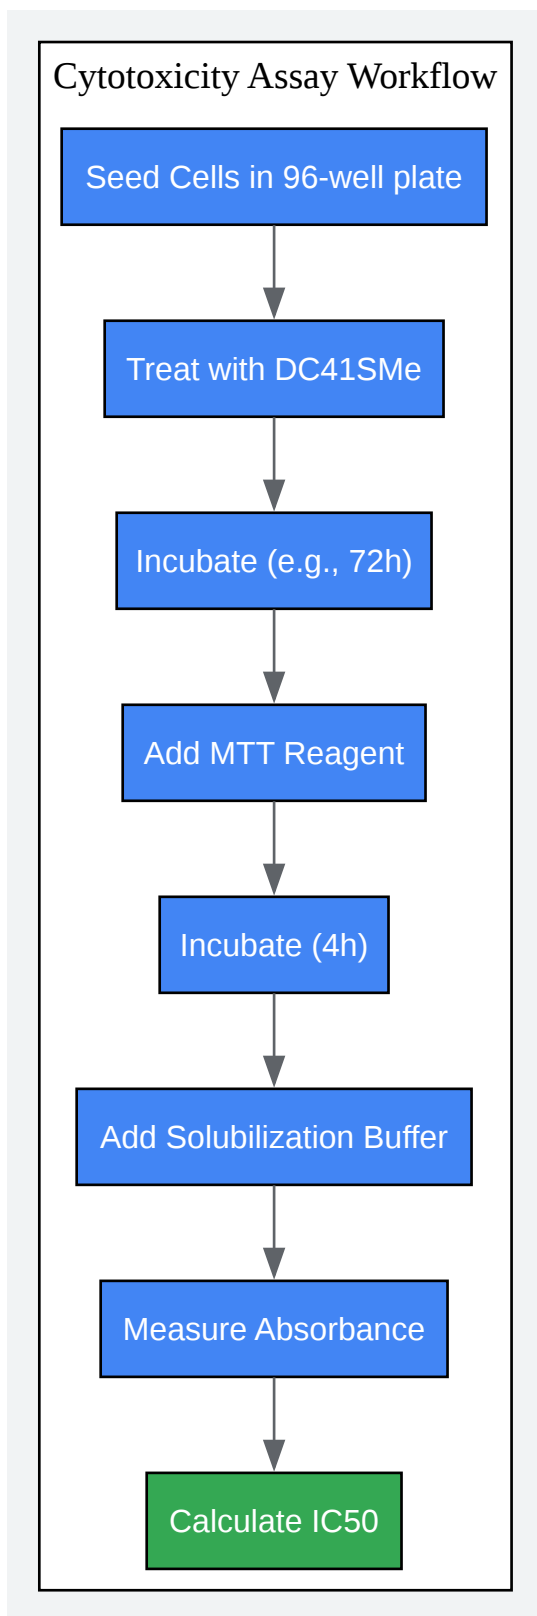 Cytotoxicity Assay Workflow
Seed Cells in 96-well plate
Treat with DC41SMe
Incubate (e.g., 72h)
Add MTT Reagent
Incubate (4h)
Add Solubilization Buffer
Measure Absorbance
Calculate IC50